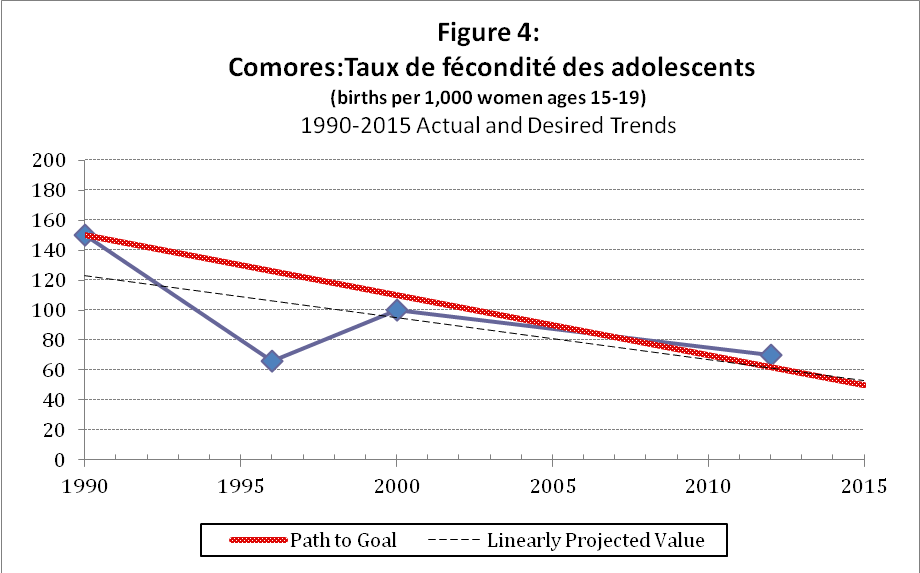 Figure 4:
Comores:Taux de fécondité des adolescents
(births per 1,000 women ages 15-19)
1990-2015 Actual and Desired Trends
200
180
160
140
120
100
80
60
40
20
0
1990 1995 2000 2005 2010 2015
Path to Goal Linearly Projected Value